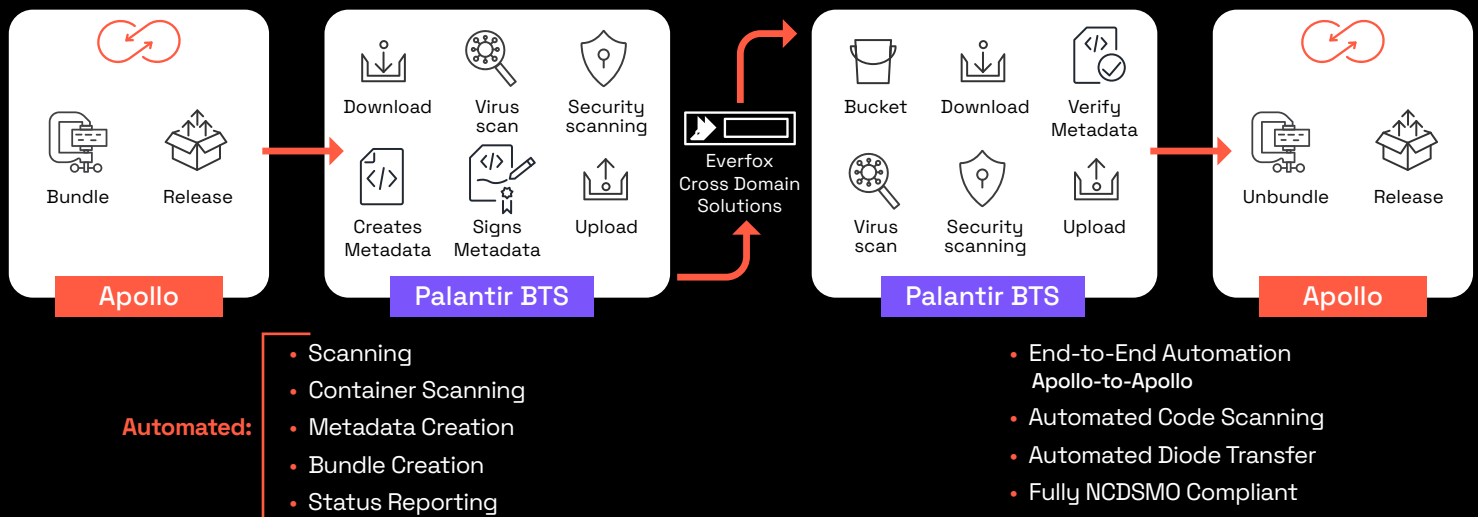 Bundle
Release
Apollo
Download
Virus
scan
Security
scanning
Creates
Metadata
Signs
Metadata
Upload
Palantir BTS
Everfox
Cross Domain
Solutions
Bucket
Download
Verify
Metadata
Virus
scan
Security
scanning
Upload
Palantir BTS
Unbundle
Release
Apollo
Automated:
• Scanning
• Container Scanning
• Metadata Creation
• Bundle Creation
• Status Reporting
• End-to-End Automation
Apollo-to-Apollo
• Automated Code Scanning
• Automated Diode Transfer
• Fully NCDSMO Compliant